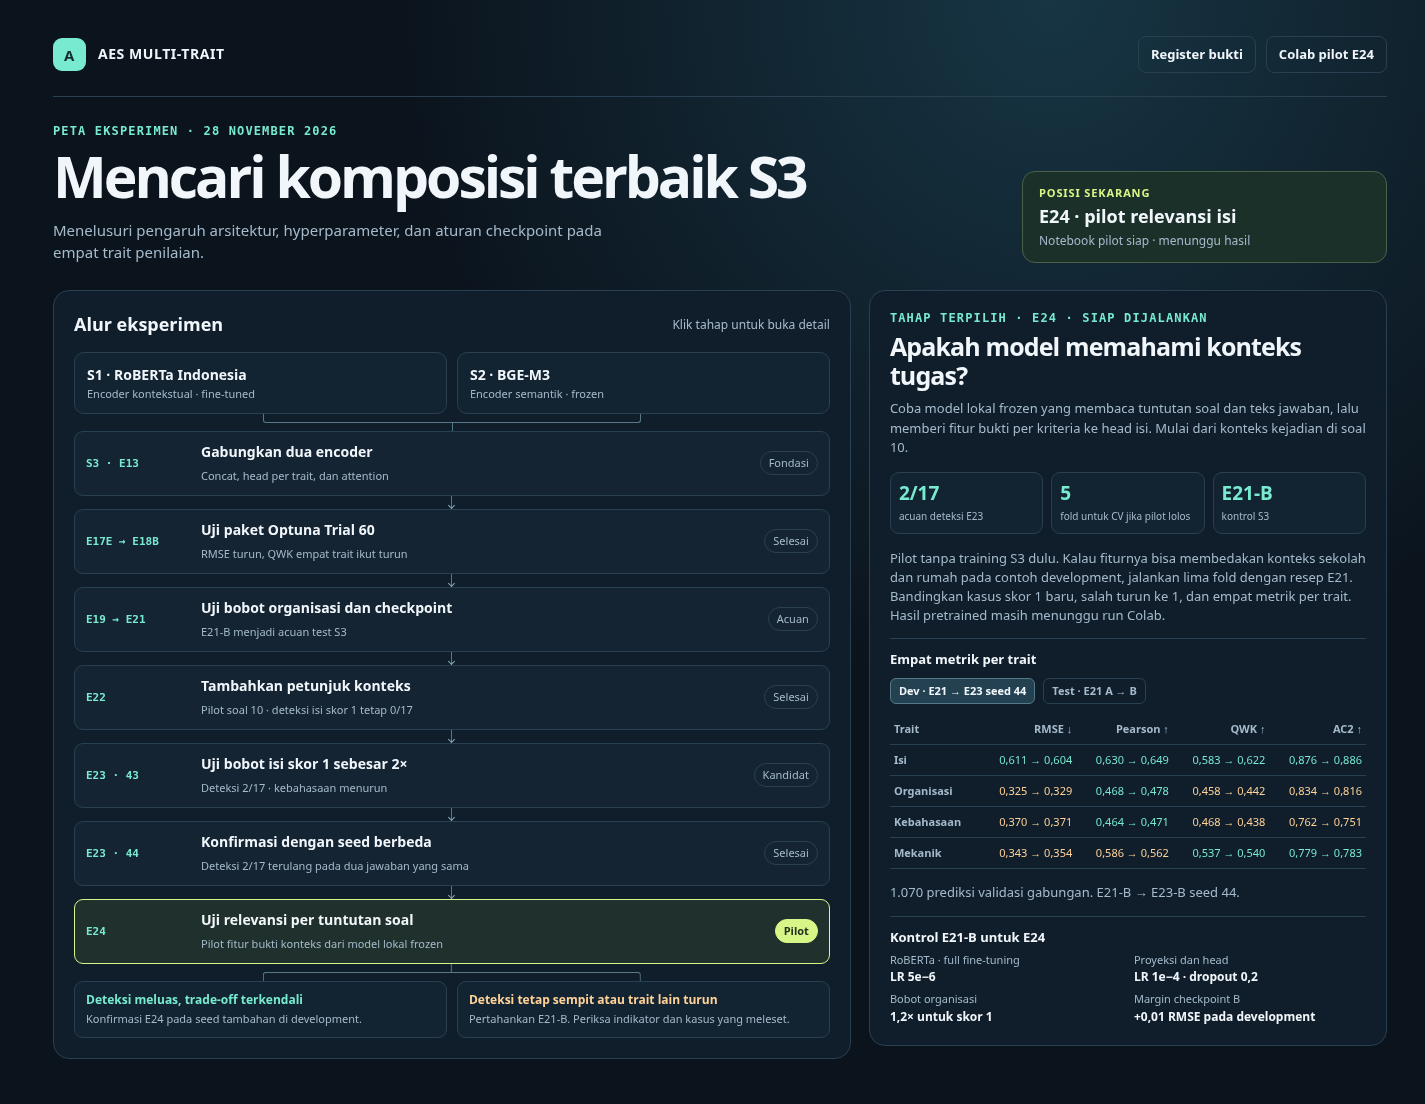 A
AES MULTI-TRAIT
Register bukti
Colab pilot E24
PETA EKSPERIMEN · 28 NOVEMBER 2026
Mencari komposisi terbaik S3
Menelusuri pengaruh arsitektur, hyperparameter, dan aturan checkpoint pada
empat trait penilaian.
POSISI SEKARANG
E24 · pilot relevansi isi
Notebook pilot siap · menunggu hasil
Alur eksperimen
Klik tahap untuk buka detail
S1 · RoBERTa Indonesia
Encoder kontekstual · fine-tuned
S2 · BGE-M3
Encoder semantik · frozen
S3 · E13
Gabungkan dua encoder
Concat, head per trait, dan attention
Fondasi
↓
E17E → E18B
Uji paket Optuna Trial 60
RMSE turun, QWK empat trait ikut turun
Selesai
↓
E19 → E21
Uji bobot organisasi dan checkpoint
E21-B menjadi acuan test S3
Acuan
↓
E22
Tambahkan petunjuk konteks
Pilot soal 10 · deteksi isi skor 1 tetap 0/17
Selesai
↓
E23 · 43
Uji bobot isi skor 1 sebesar 2×
Deteksi 2/17 · kebahasaan menurun
Kandidat
↓
E23 · 44
Konfirmasi dengan seed berbeda
Deteksi 2/17 terulang pada dua jawaban yang sama
Selesai
↓
E24
Uji relevansi per tuntutan soal
Pilot fitur bukti konteks dari model lokal frozen
Pilot
Deteksi meluas, trade-off terkendali
Konfirmasi E24 pada seed tambahan di development.
Deteksi tetap sempit atau trait lain turun
Pertahankan E21-B. Periksa indikator dan kasus yang meleset.
TAHAP TERPILIH · E24 · SIAP DIJALANKAN
Apakah model memahami konteks
tugas?
Coba model lokal frozen yang membaca tuntutan soal dan teks jawaban, lalu
memberi fitur bukti per kriteria ke head isi. Mulai dari konteks kejadian di soal
10.
2/17
acuan deteksi E23
5
fold untuk CV jika pilot lolos
E21-B
kontrol S3
Pilot tanpa training S3 dulu. Kalau fiturnya bisa membedakan konteks sekolah
dan rumah pada contoh development, jalankan lima fold dengan resep E21.
Bandingkan kasus skor 1 baru, salah turun ke 1, dan empat metrik per trait.
Hasil pretrained masih menunggu run Colab.
Empat metrik per trait
Dev · E21 → E23 seed 44
Test · E21 A → B
Trait RMSE ↓ Pearson ↑ QWK ↑ AC2 ↑
Isi 0,611 → 0,604 0,630 → 0,649 0,583 → 0,622 0,876 → 0,886
Organisasi 0,325 → 0,329 0,468 → 0,478 0,458 → 0,442 0,834 → 0,816
Kebahasaan 0,370 → 0,371 0,464 → 0,471 0,468 → 0,438 0,762 → 0,751
Mekanik 0,343 → 0,354 0,586 → 0,562 0,537 → 0,540 0,779 → 0,783
1.070 prediksi validasi gabungan. E21-B → E23-B seed 44.
Kontrol E21-B untuk E24
RoBERTa · full fine-tuning
LR 5e−6
Proyeksi dan head
LR 1e−4 · dropout 0,2
Bobot organisasi
1,2× untuk skor 1
Margin checkpoint B
+0,01 RMSE pada development